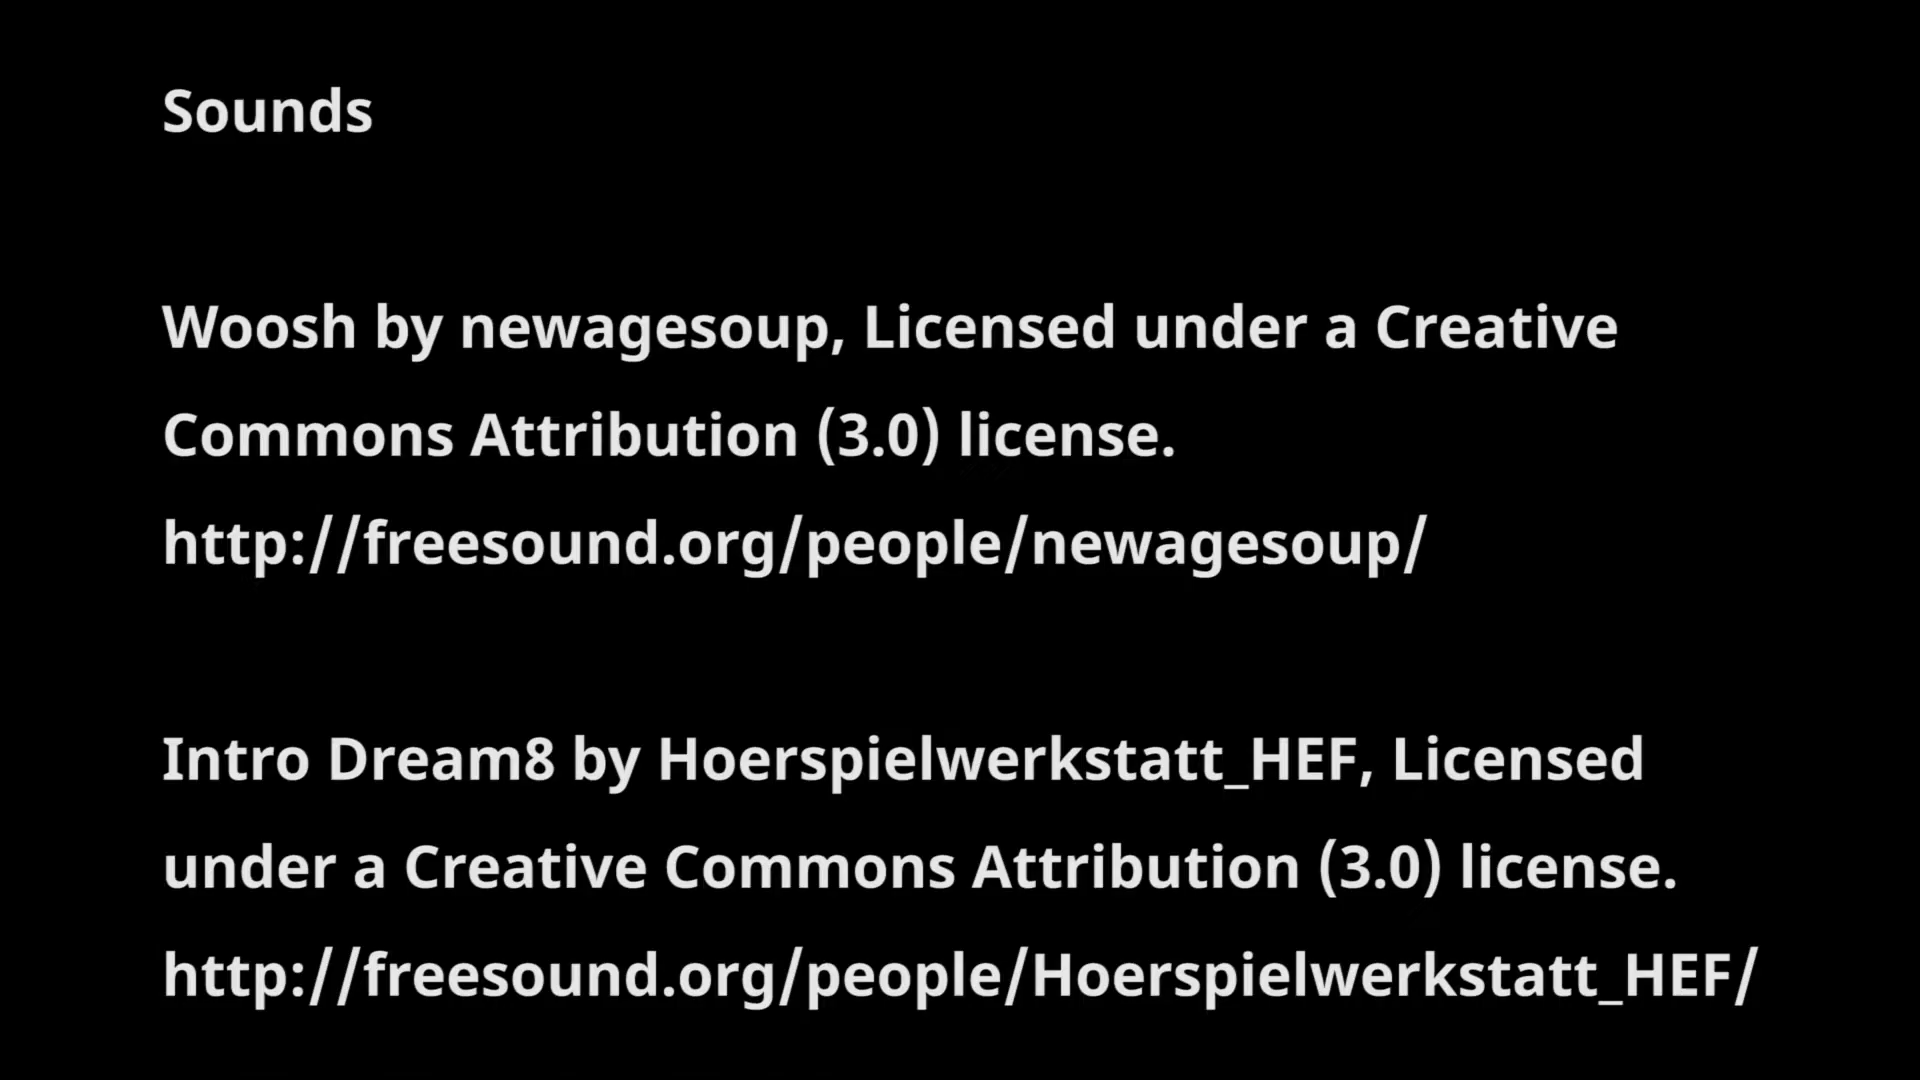 Sounds
Woosh by newagesoup, Licensed under a Creative
Commons Attribution (3.0) license.
http://freesound.org/people/newagesoup/
Intro Dream8 by Hoerspielwerkstatt_HEF, Licensed
under a Creative Commons Attribution (3.0) license.
http://freesound.org/people/Hoerspielwerkstatt_HEF/